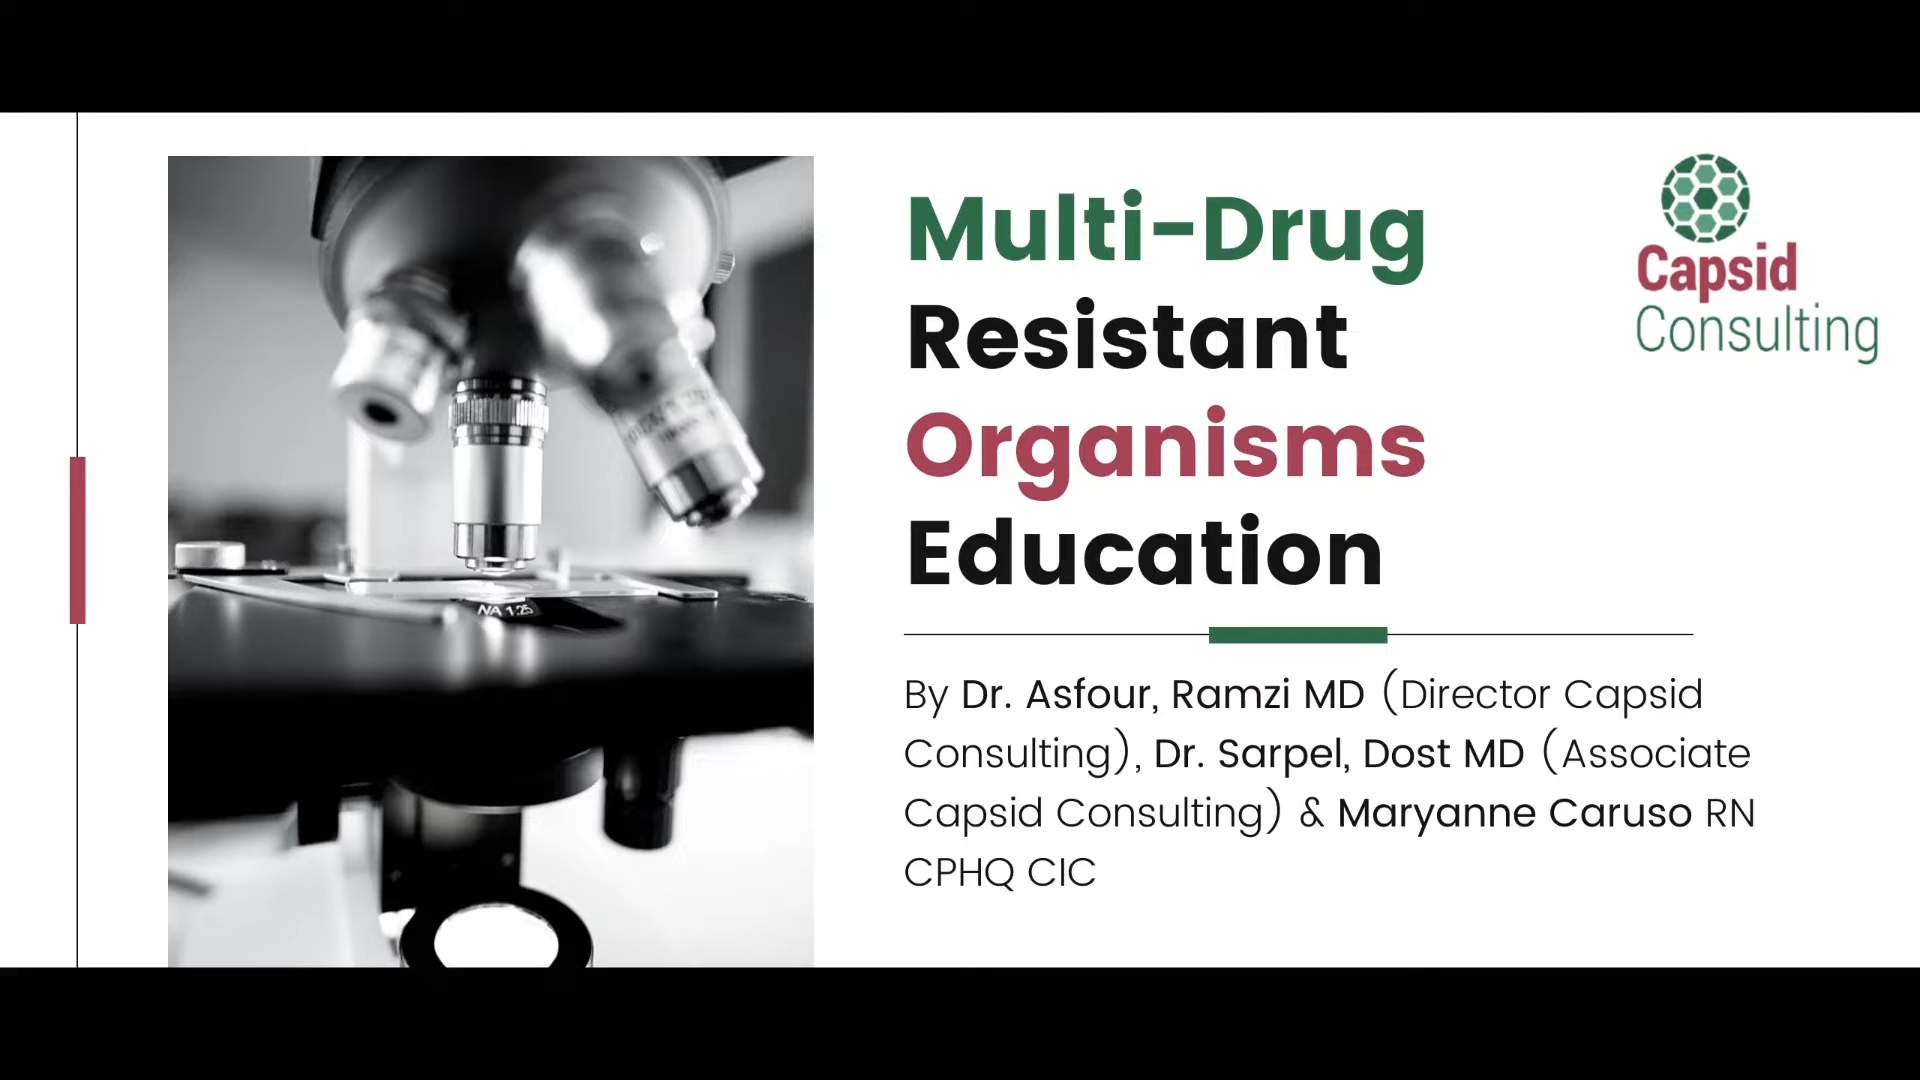 Multi-Drug
Resistant
Organisms
Education
Capsid
Consulting
By Dr. Asfour, Ramzi MD (Director Capsid
Consulting), Dr. Sarpel, Dost MD (Associate
Capsid Consulting) & Maryanne Caruso RN
CPHQ CIC
NA 1.25